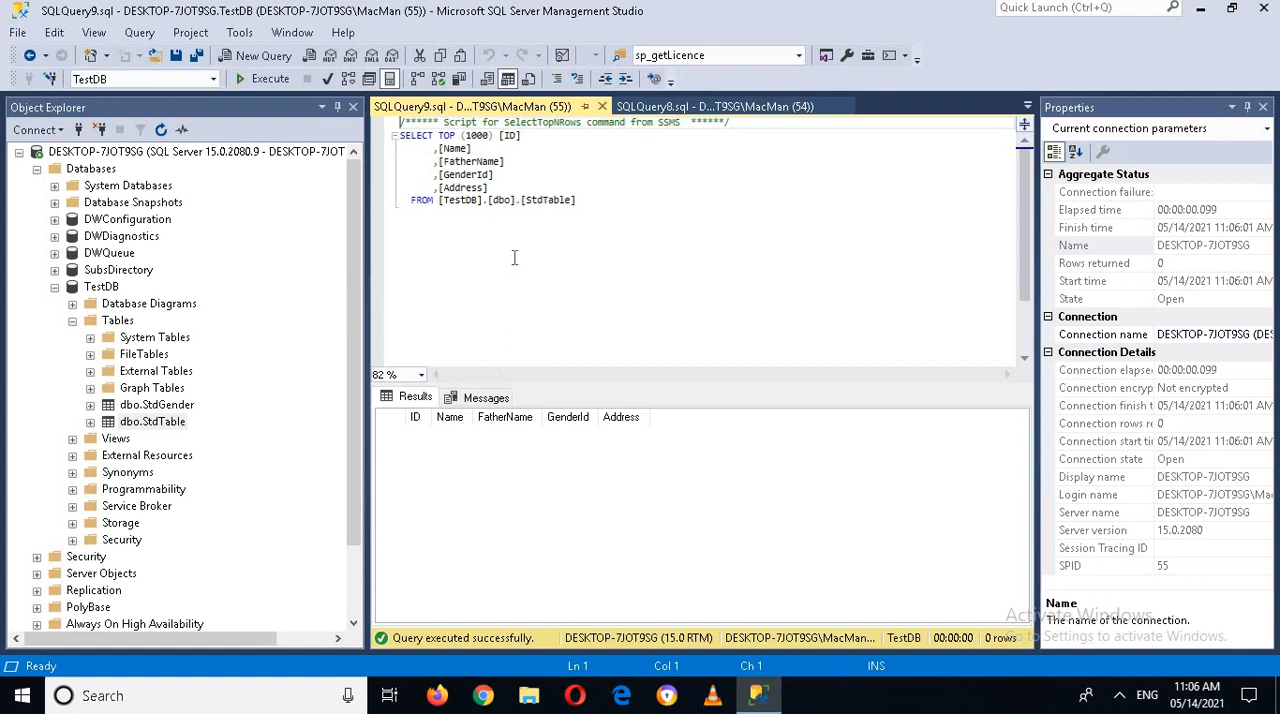 SQLQuery9.sql - DESKTOP-7JOT9SG.TestDB (DESKTOP-7JOT9SG\MacMan (55)) - Microsoft SQL Server Management Studio
Quick Launch (Ctrl+Q)
File Edit View Query Project Tools Window Help
New Query
sp_getLicence
TestDB
Execute
Object Explorer
Connect
DESKTOP-7JOT9SG (SQL Server 15.0.2080.9 - DESKTOP-7JOT
Databases
System Databases
Database Snapshots
DWConfiguration
DWDiagnostics
DWQueue
SubsDirectory
TestDB
Database Diagrams
Tables
System Tables
FileTables
External Tables
Graph Tables
dbo.StdGender
dbo.StdTable
Views
External Resources
Synonyms
Programmability
Service Broker
Storage
Security
Security
Server Objects
Replication
PolyBase
Always On High Availability
SQLQuery9.sql - D...T9SG\MacMan (55))
SQLQuery8.sql - D...T9SG\MacMan (54))
/****** Script for SelectTopNRows command from SSMS ******/
SELECT TOP (1000) [ID]
,[Name]
,[FatherName]
,[GenderId]
,[Address]
FROM [TestDB].[dbo].[StdTable]
82 %
Results Messages
ID Name FatherName GenderId Address
Query executed successfully. DESKTOP-7JOT9SG (15.0 RTM) DESKTOP-7JOT9SG\MacMan... TestDB 00:00:00 0 rows
Properties
Current connection parameters
Aggregate Status
Connection failure:
Elapsed time 00:00:00.099
Finish time 05/14/2021 11:06:01 AM
Name DESKTOP-7JOT9SG
Rows returned 0
Start time 05/14/2021 11:06:01 AM
State Open
Connection
Connection name DESKTOP-7JOT9SG (DES
Connection Details
Connection elapse 00:00:00.099
Connection encryp Not encrypted
Connection finish t 05/14/2021 11:06:01 AM
Connection rows re 0
Connection start ti 05/14/2021 11:06:01 AM
Connection state Open
Display name DESKTOP-7JOT9SG
Login name DESKTOP-7JOT9SG\Ma
Server name DESKTOP-7JOT9SG
Server version 15.0.2080
Session Tracing ID
SPID 55
Name
The name of the connection.
Activate Windows
Go to Settings to activate Windows.
Ready Ln 1 Col 1 Ch 1 INS
Search
ENG
11:06 AM
05/14/2021